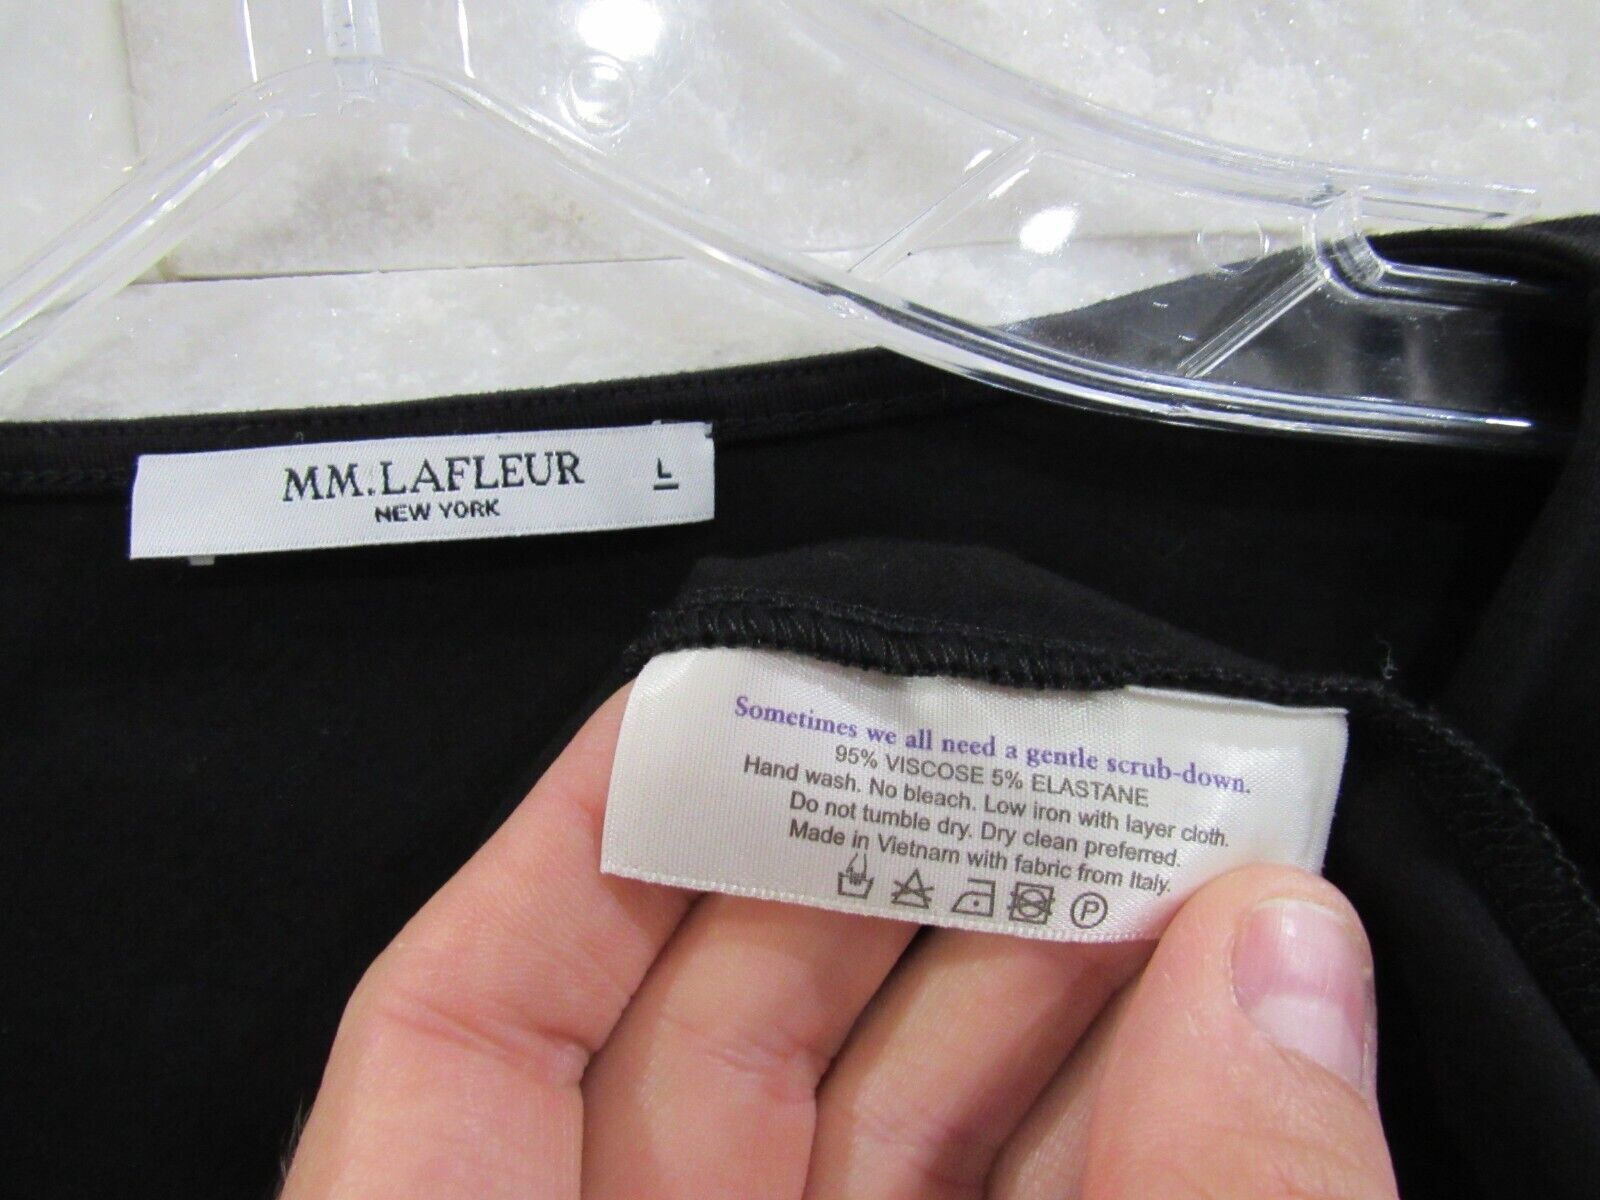 MM.LAFLEUR
NEW YORK
L
Sometimes we all need a gentle scrub-down.
95% VISCOSE 5% ELASTANE
Hand wash. No bleach. Low iron with layer cloth.
Do not tumble dry. Dry clean preferred.
Made in Vietnam with fabric from Italy.
P